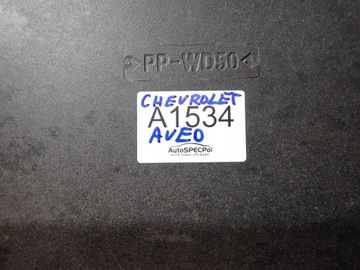 >PP-WD50<
CHEVROLET
A1534
AVEO
AutoSPECPol